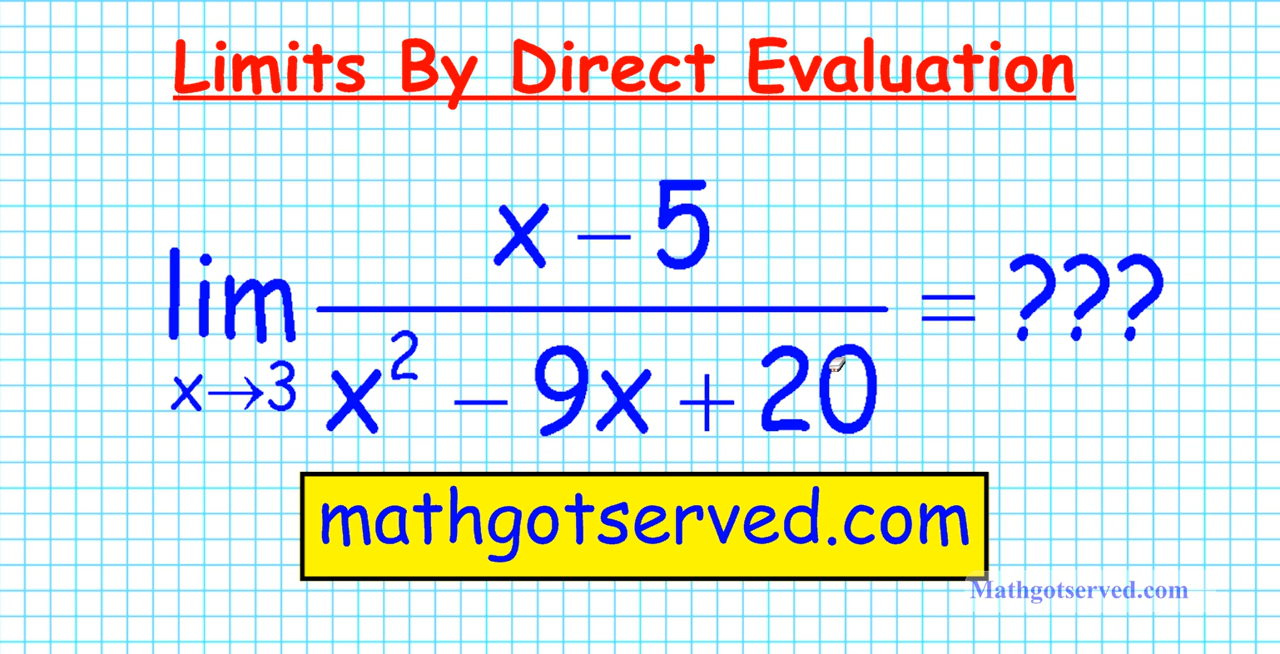 Limits By Direct Evaluation
x − 5
lim = ???
x→3 x² − 9x + 20
mathgotserved.com
Mathgotserved.com